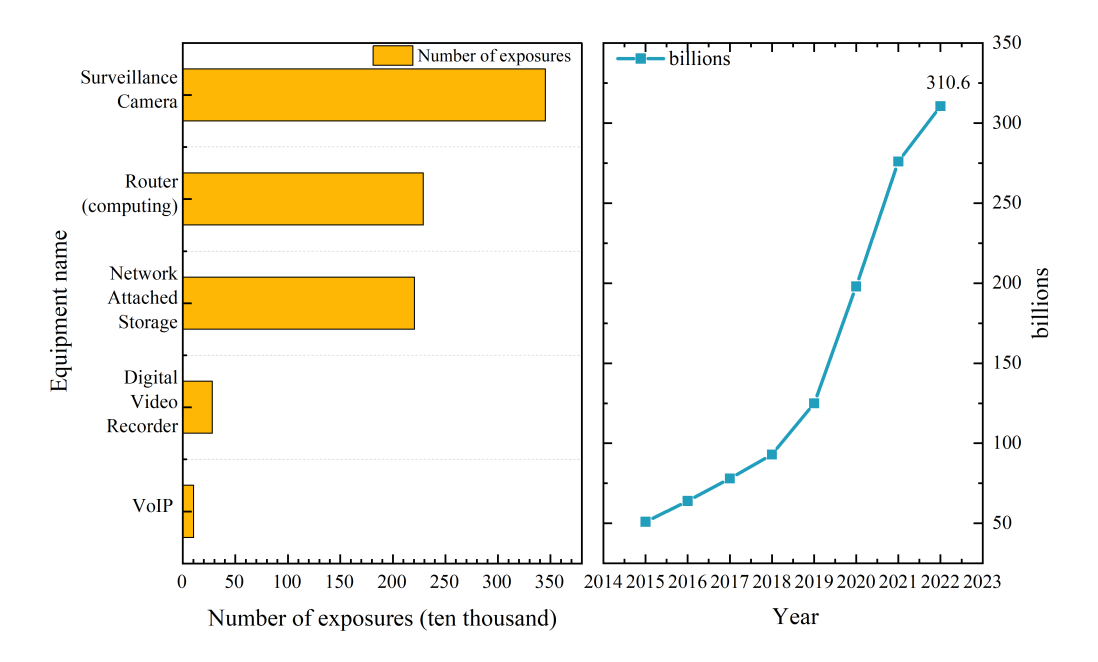 Number of exposures
Surveillance
Camera
Router
(computing)
Network
Attached
Storage
Digital
Video
Recorder
VoIP
Equipment name
0 50 100 150 200 250 300 350
Number of exposures (ten thousand)
billions
310.6
350
300
250
200
150
100
50
billions
2014 2015 2016 2017 2018 2019 2020 2021 2022 2023
Year